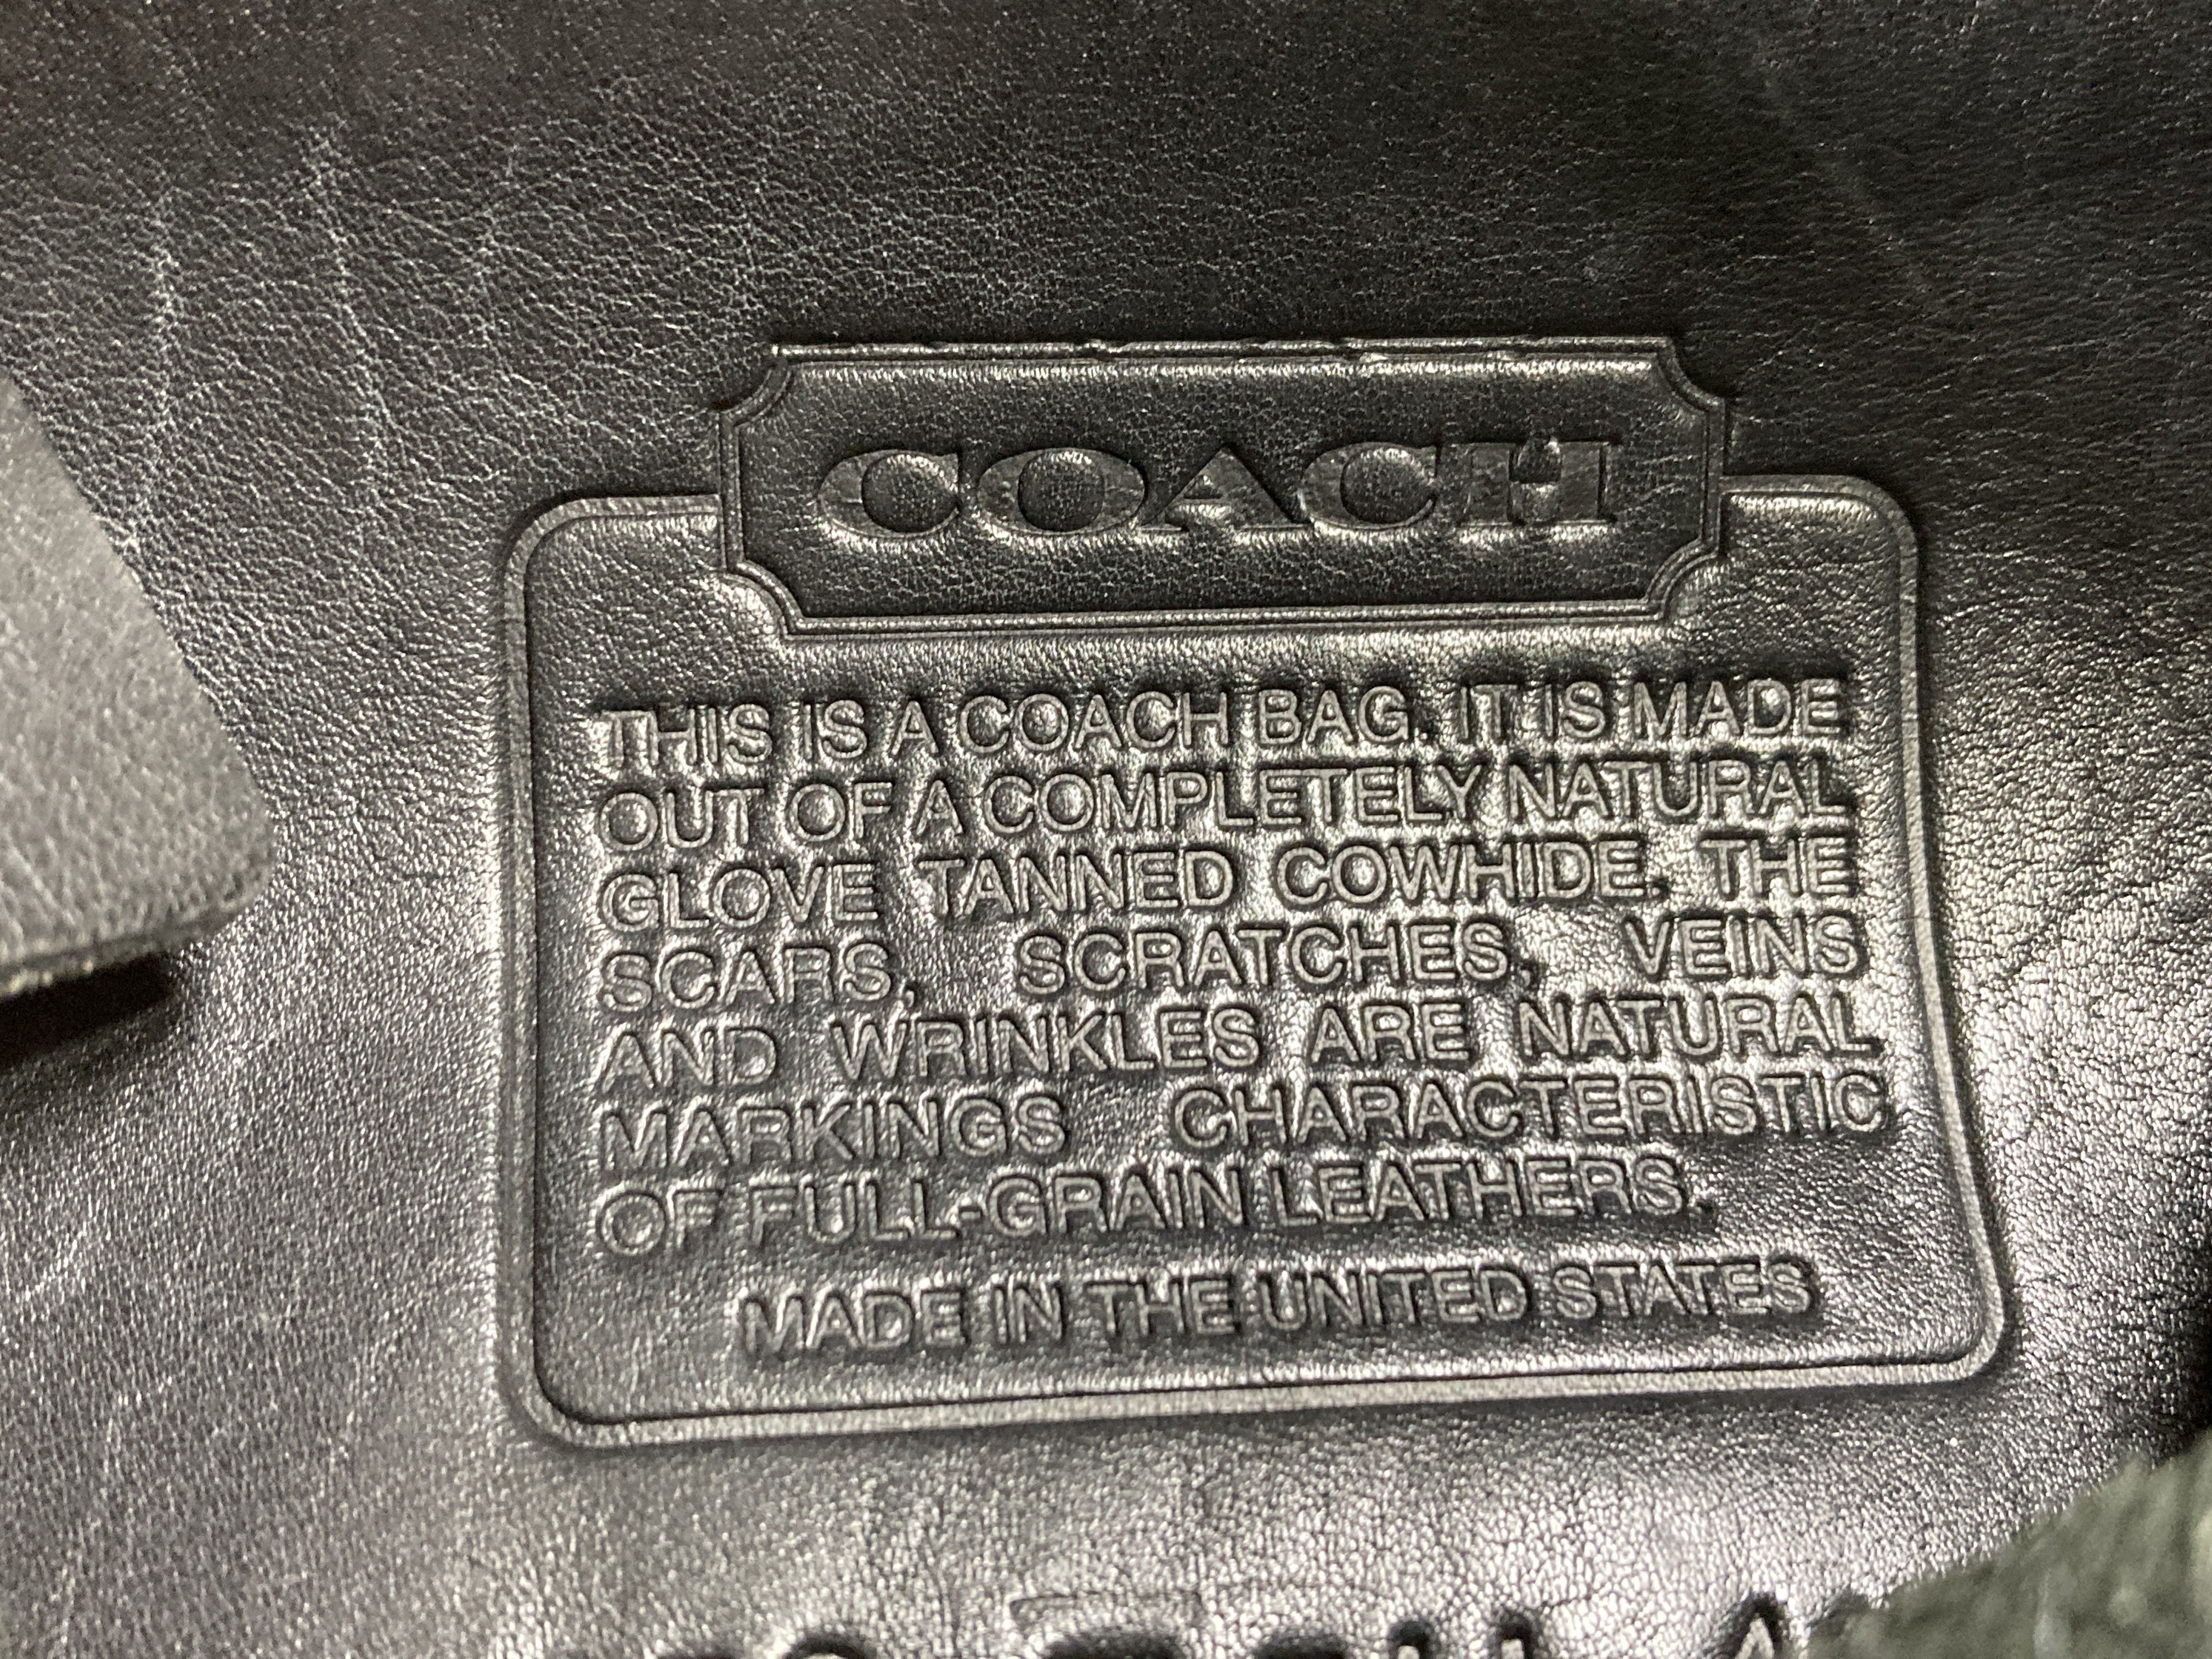 COACH
THIS IS A COACH BAG. IT IS MADE
OUT OF A COMPLETELY NATURAL
GLOVE TANNED COWHIDE. THE
SCARS, SCRATCHES, VEINS
AND WRINKLES ARE NATURAL
MARKINGS CHARACTERISTIC
OF FULL-GRAIN LEATHERS.
MADE IN THE UNITED STATES